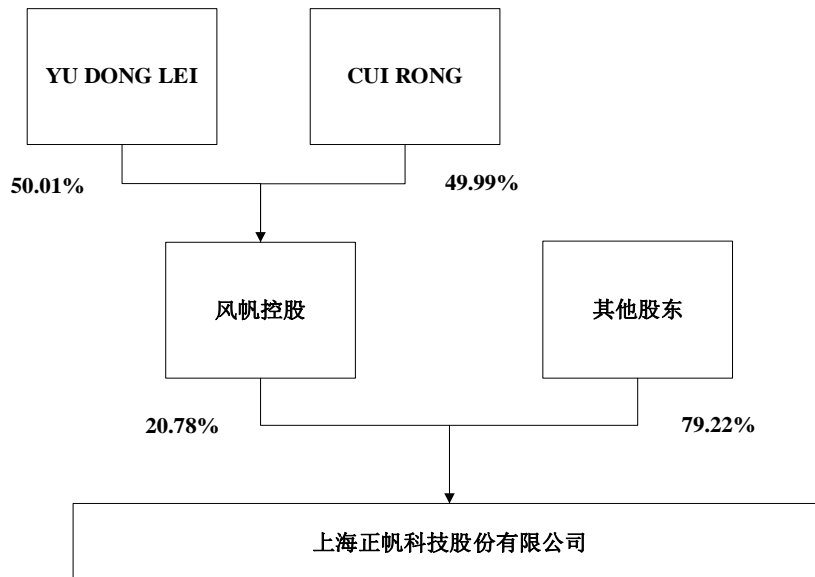 YU DONG LEI
CUI RONG
50.01%
49.99%
风帆控股
其他股东
20.78%
79.22%
上海正帆科技股份有限公司